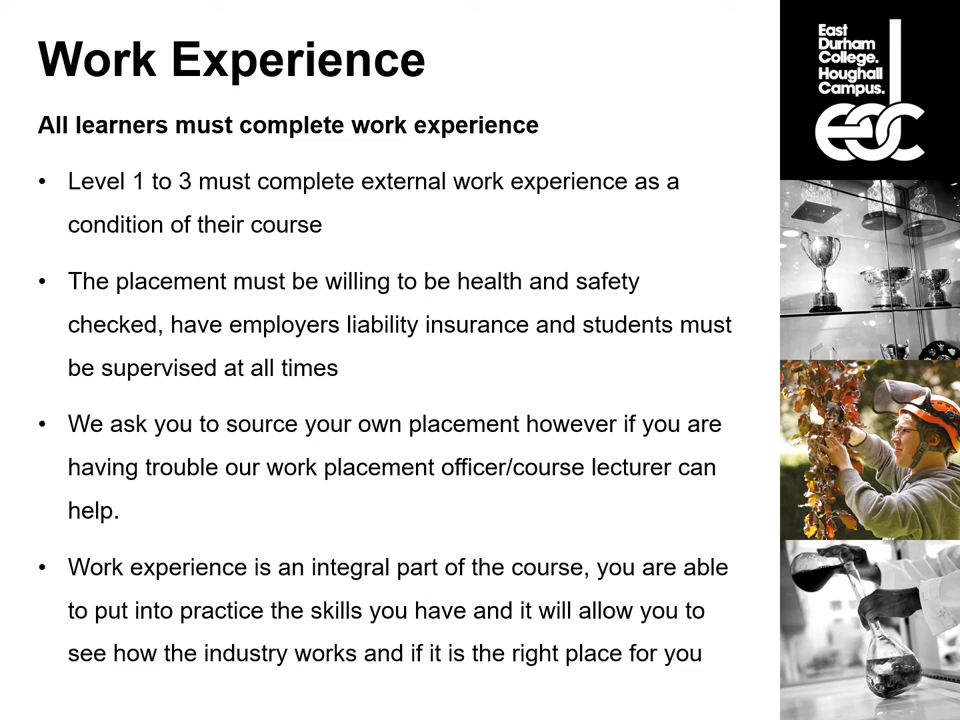 Work Experience
All learners must complete work experience
• Level 1 to 3 must complete external work experience as a
condition of their course
• The placement must be willing to be health and safety
checked, have employers liability insurance and students must
be supervised at all times
• We ask you to source your own placement however if you are
having trouble our work placement officer/course lecturer can
help.
• Work experience is an integral part of the course, you are able
to put into practice the skills you have and it will allow you to
see how the industry works and if it is the right place for you
East
Durham
College.
Houghall
Campus.
edc